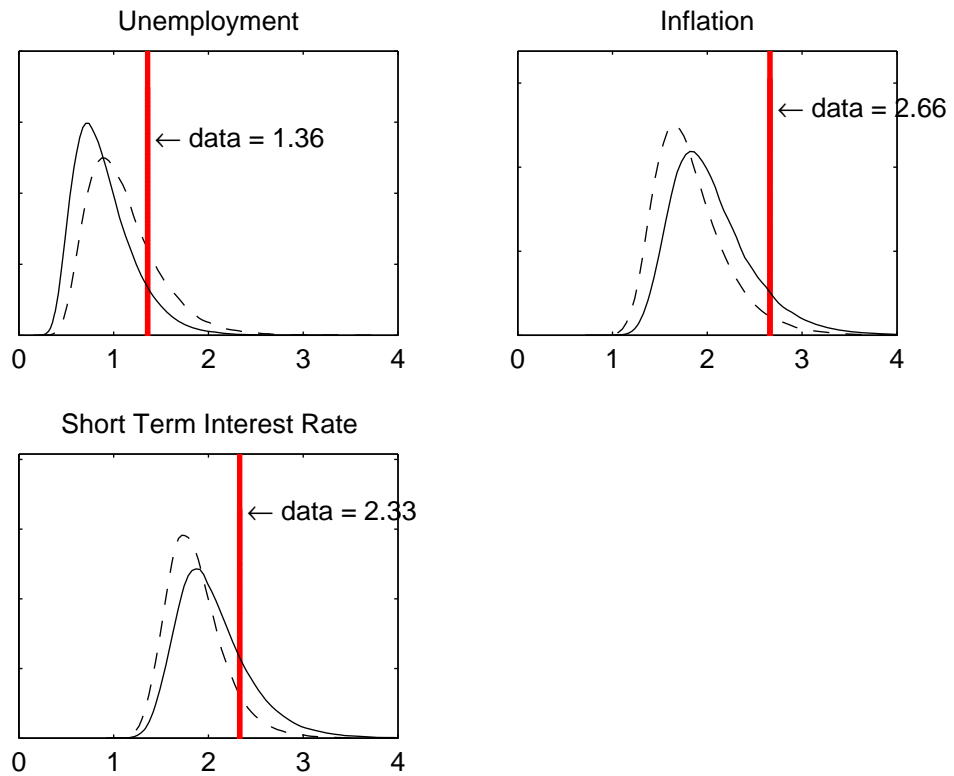 Unemployment
← data = 1.36
0 1 2 3 4
Inflation
← data = 2.66
0 1 2 3 4
Short Term Interest Rate
← data = 2.33
0 1 2 3 4